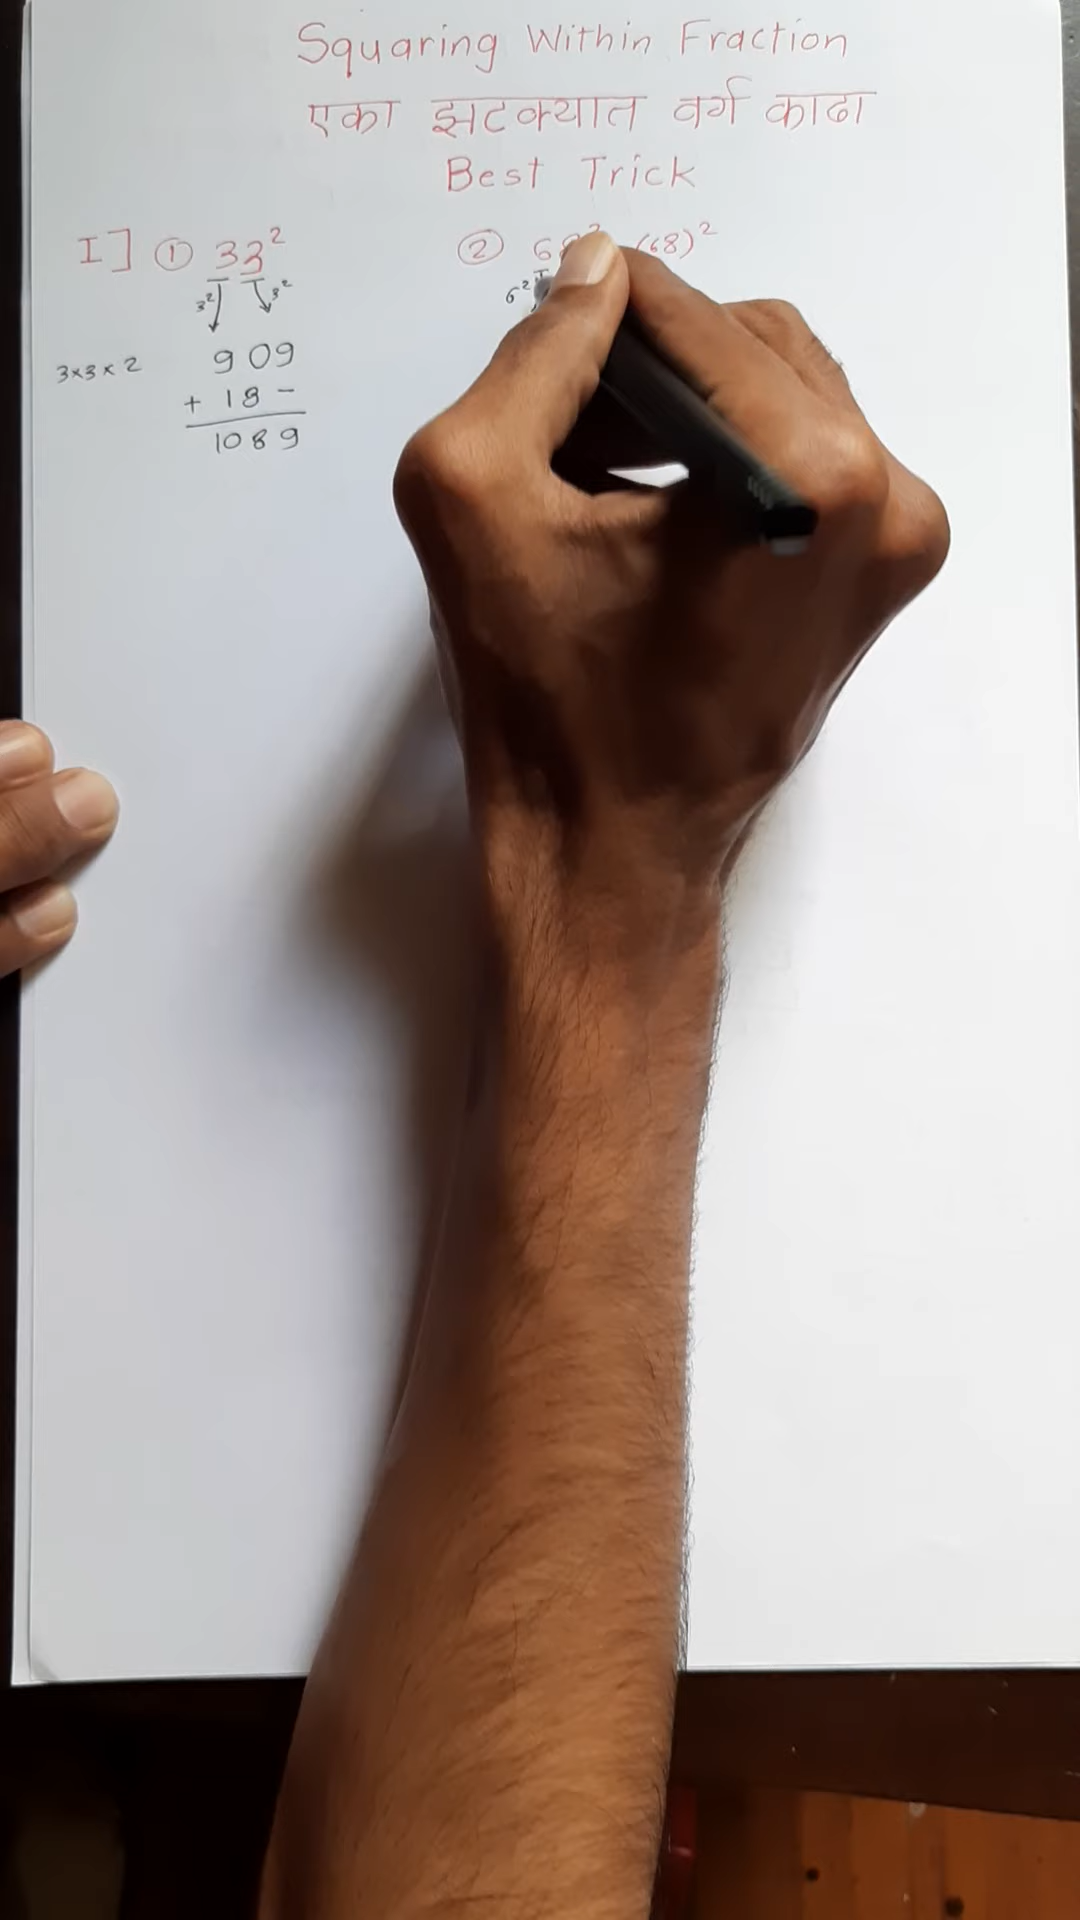 Squaring Within Fraction
एका झटक्यात वर्ग काढा
Best Trick
I] ① 33²
3² 3²
3×3×2
909
+ 18 -
1089
② 68² (68)²
6²